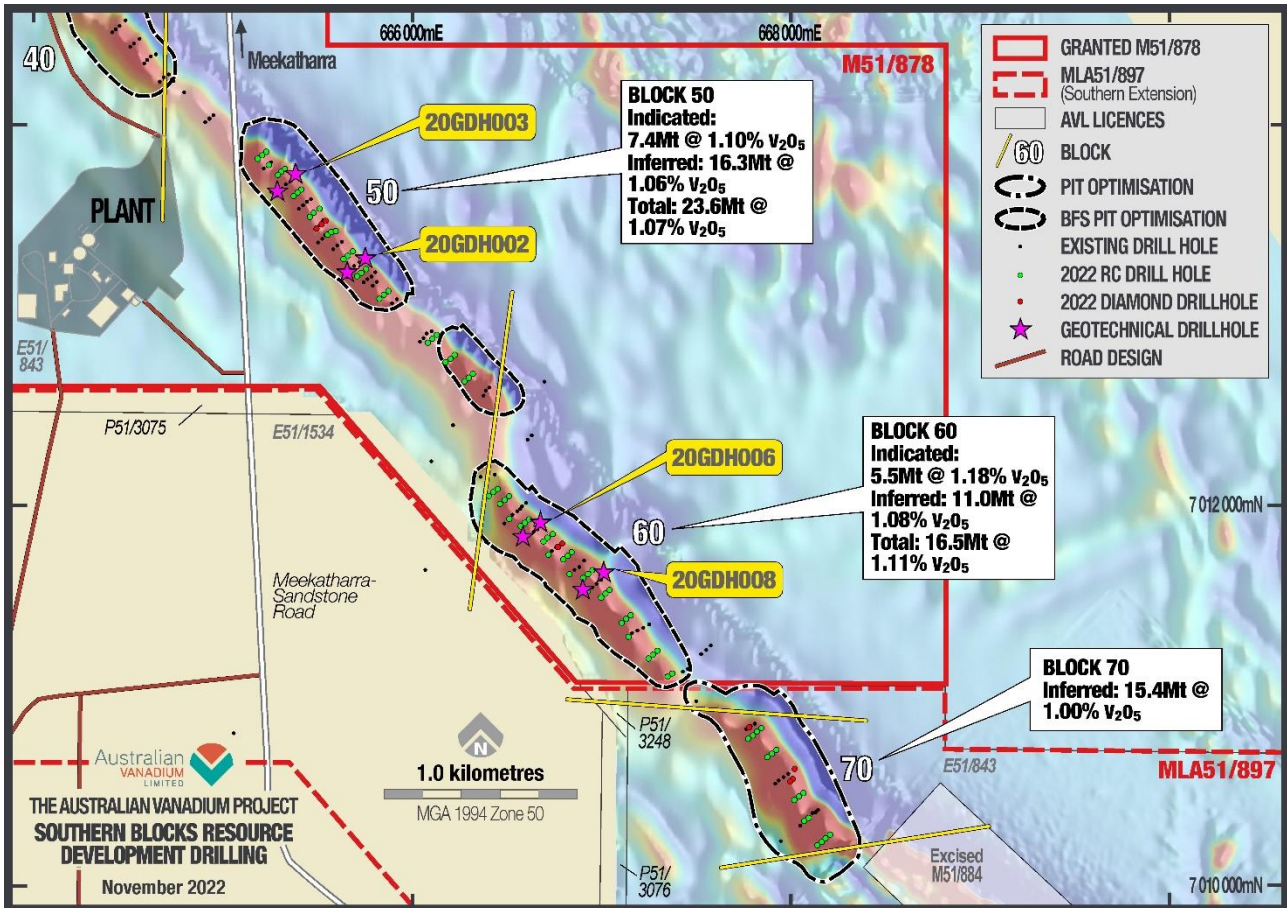 666 000mE
668 000mE
40
Meekatharra
M51/878
GRANTED M51/878
MLA51/897
(Southern Extension)
AVL LICENCES
60 BLOCK
PIT OPTIMISATION
BFS PIT OPTIMISATION
EXISTING DRILL HOLE
2022 RC DRILL HOLE
2022 DIAMOND DRILLHOLE
GEOTECHNICAL DRILLHOLE
ROAD DESIGN
BLOCK 50
Indicated:
7.4Mt @ 1.10% V₂O₅
Inferred: 16.3Mt @
1.06% V₂O₅
Total: 23.6Mt @
1.07% V₂O₅
20GDH003
50
PLANT
20GDH002
E51/
843
P51/3075
E51/1534
BLOCK 60
Indicated:
5.5Mt @ 1.18% V₂O₅
Inferred: 11.0Mt @
1.08% V₂O₅
Total: 16.5Mt @
1.11% V₂O₅
20GDH006
7 012 000mN
60
20GDH008
Meekatharra-
Sandstone
Road
BLOCK 70
Inferred: 15.4Mt @
1.00% V₂O₅
P51/
3248
70
E51/843
MLA51/897
N
1.0 kilometres
MGA 1994 Zone 50
Australian
VANADIUM
LIMITED
THE AUSTRALIAN VANADIUM PROJECT
SOUTHERN BLOCKS RESOURCE
DEVELOPMENT DRILLING
November 2022
Excised
M51/884
P51/
3076
7 010 000mN